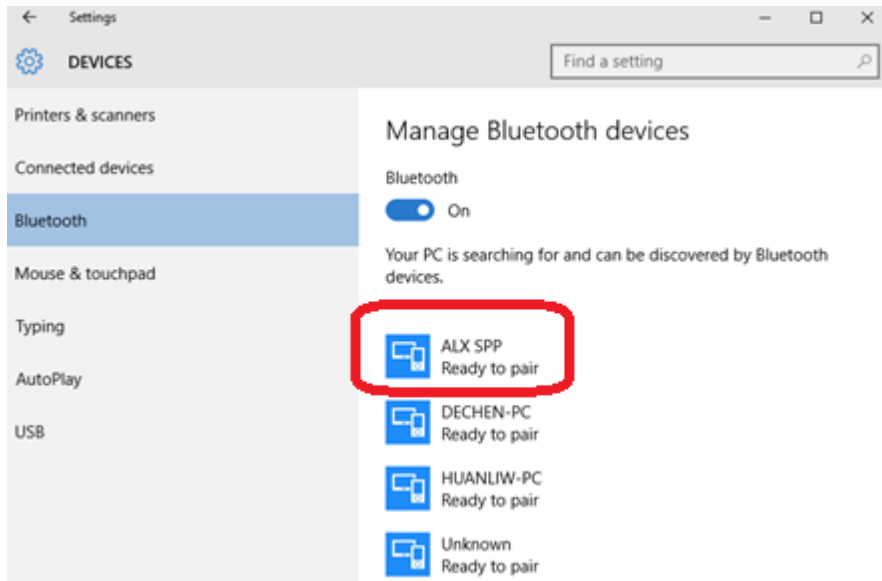 Settings
DEVICES
Find a setting
Printers & scanners
Connected devices
Bluetooth
Mouse & touchpad
Typing
AutoPlay
USB
Manage Bluetooth devices
Bluetooth
On
Your PC is searching for and can be discovered by Bluetooth
devices.
ALX SPP
Ready to pair
DECHEN-PC
Ready to pair
HUANLIW-PC
Ready to pair
Unknown
Ready to pair